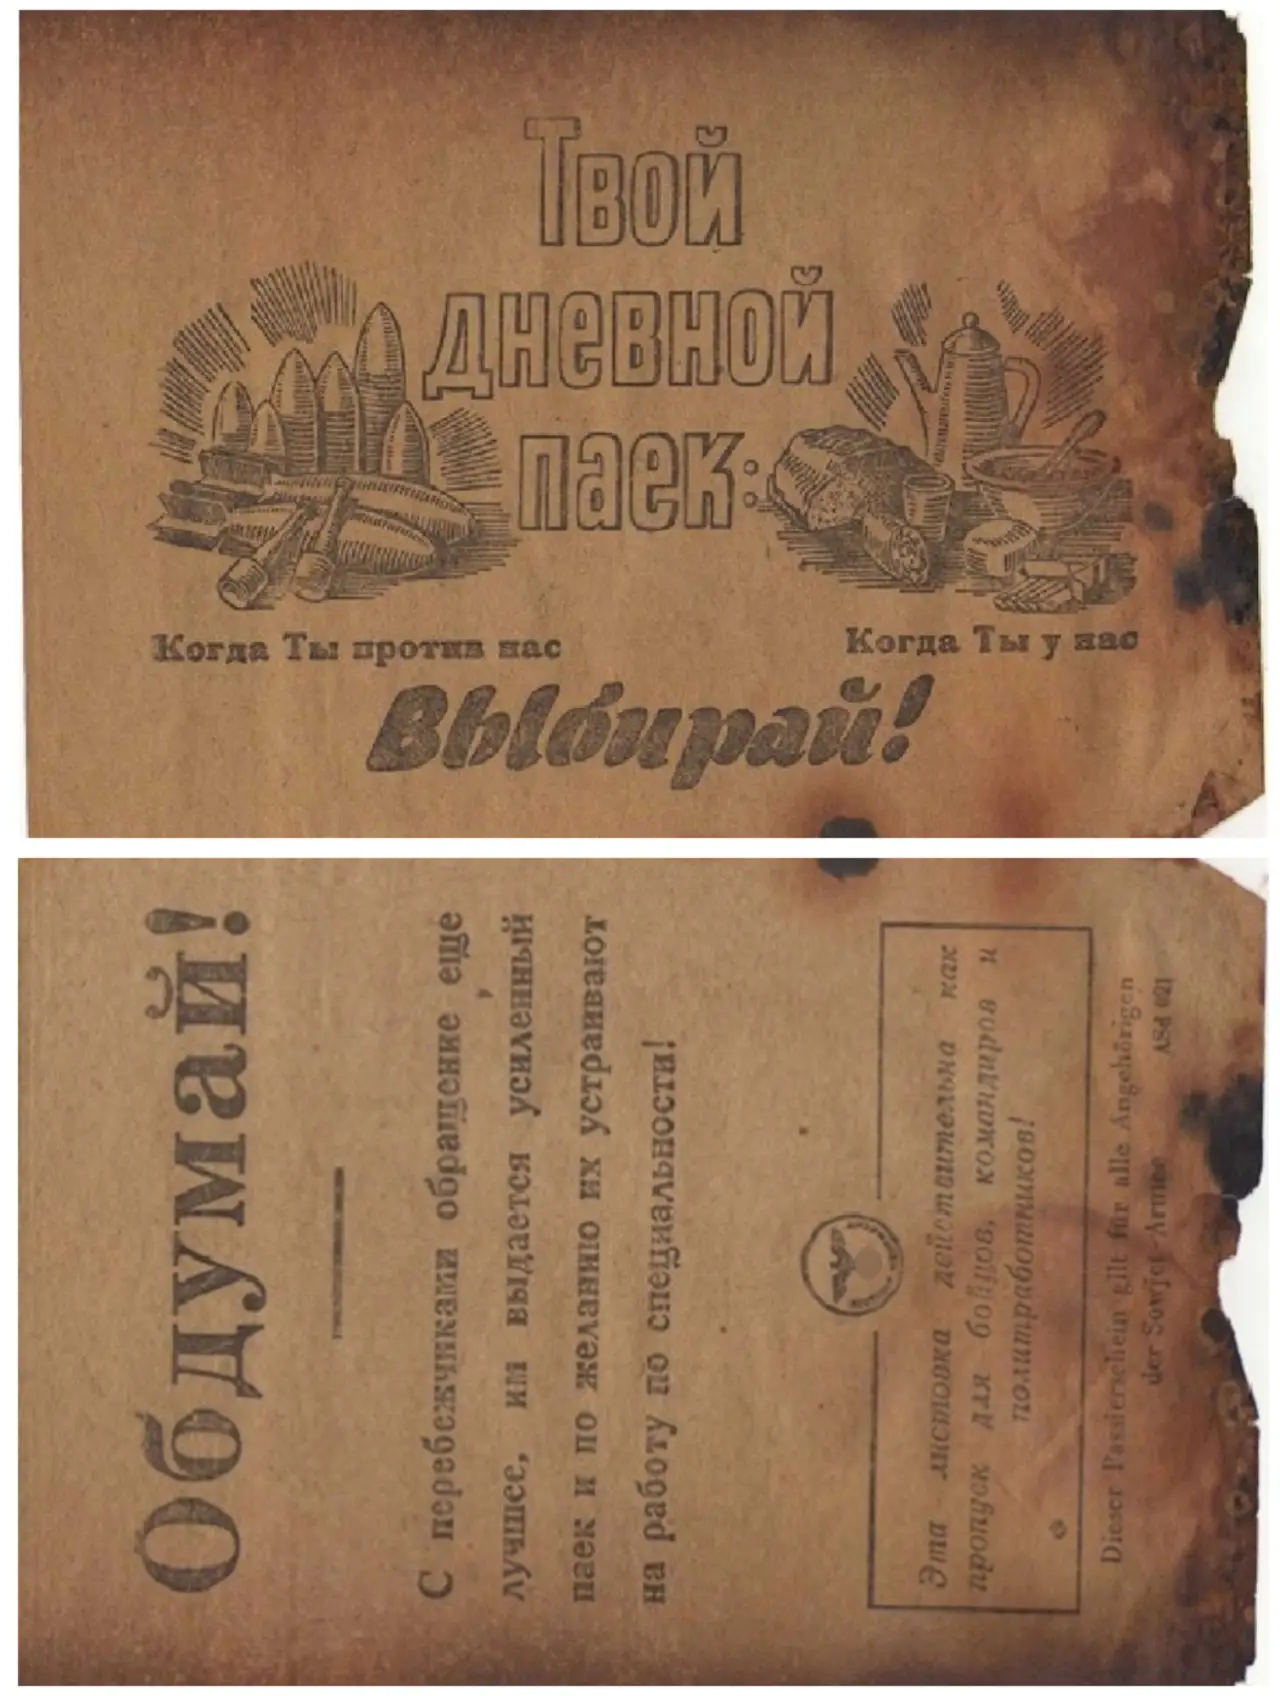 Твой
дневной
паек:
Когда Ты против нас
Когда Ты у нас
Выбирай!
Обдумай!
С перебежчиками обращение еще
лучшее, им выдается усиленный
паек и по желанию их устраивают
на работу по специальности!
Эта листовка действительна как
пропуск для бойцов, командиров и
политработников!
Dieser Passierschein gilt für alle Angehörigen
der Sowjet-Armee ASd 021